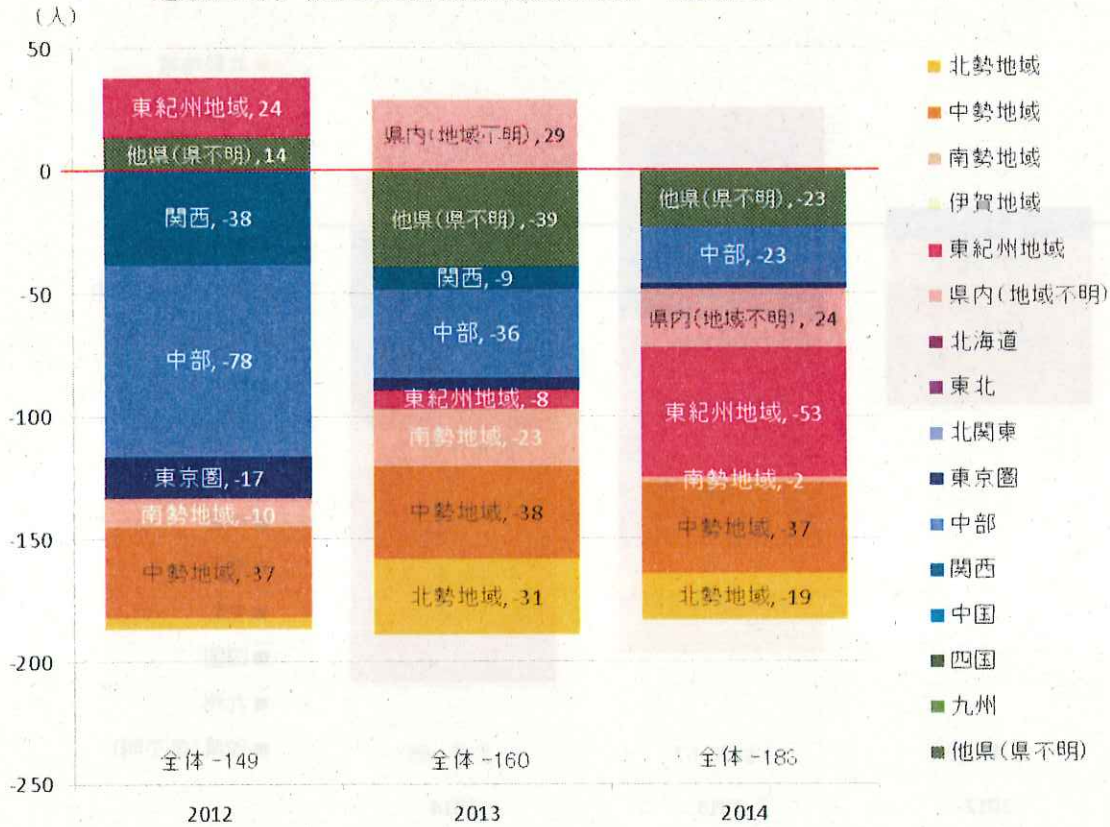 (人)
50
0
-50
-100
-150
-200
-250
東紀州地域, 24
他県(県不明), 14
関西, -38
中部, -78
東京圏, -17
南勢地域, -10
中勢地域, -37
全体 -149
2012
県内(地域不明), 29
他県(県不明), -39
関西, -9
中部, -36
東紀州地域, -8
南勢地域, -23
中勢地域, -38
北勢地域, -31
全体 -160
2013
他県(県不明), -23
中部, -23
県内(地域不明), 24
東紀州地域, -53
南勢地域, -2
中勢地域, -37
北勢地域, -19
全体
2014
北勢地域
中勢地域
南勢地域
伊賀地域
東紀州地域
県内(地域不明)
北海道
東北
北関東
東京圏
中部
関西
中国
四国
九州
他県(県不明)